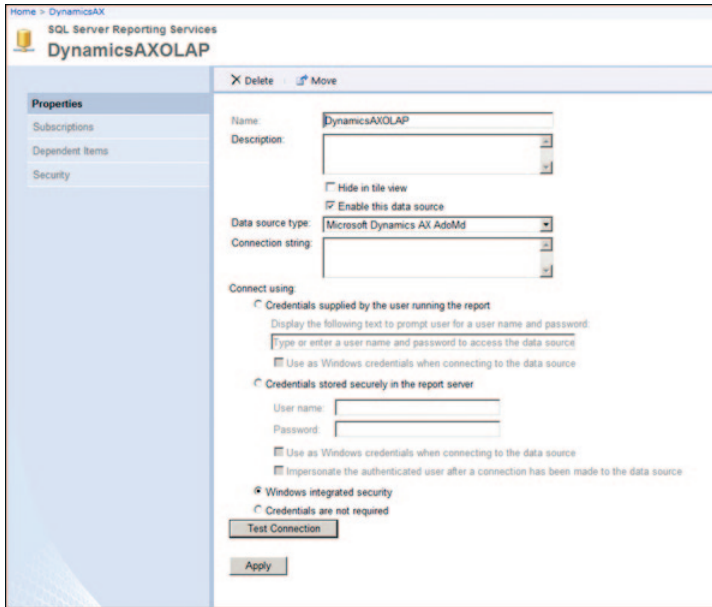 Home > DynamicsAX
SQL Server Reporting Services
DynamicsAXOLAP
Delete Move
Properties
Subscriptions
Dependent Items
Security
Name: DynamicsAXOLAP
Description:
Hide in tile view
Enable this data source
Data source type: Microsoft Dynamics AX AdoMd
Connection string:
Connect using:
Credentials supplied by the user running the report
Display the following text to prompt user for a user name and password:
Type or enter a user name and password to access the data source
Use as Windows credentials when connecting to the data source
Credentials stored securely in the report server
User name:
Password:
Use as Windows credentials when connecting to the data source
Impersonate the authenticated user after a connection has been made to the data source
Windows integrated security
Credentials are not required
Test Connection
Apply